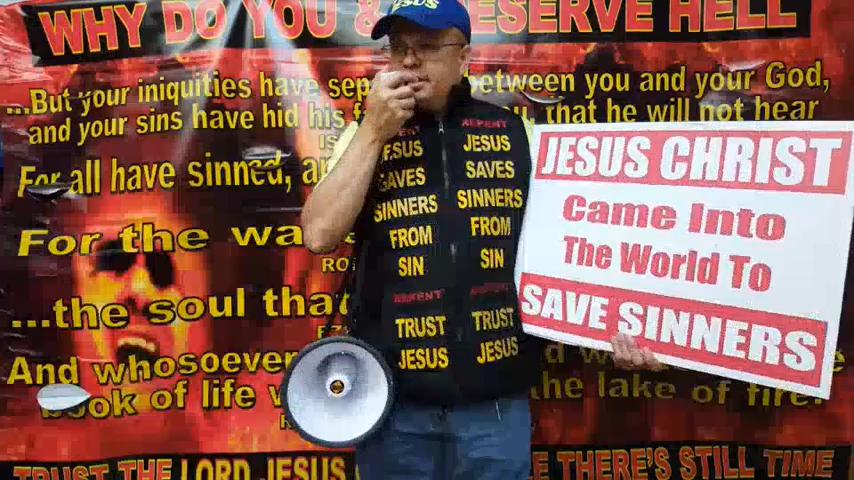 WHY DO YOU & DESERVE HELL
JESUS
...But your iniquities have sep between you and your God,
and your sins have hid his that he will not hear
For all have sinned,
For the wa
...the soul that
And whosoever
book of life
the lake of fire.
TRUST THE LORD JESUS THERE'S STILL TIME
REPENT
JESUS
SAVES
SINNERS
FROM
SIN
REPENT
TRUST
JESUS
REPENT
JESUS
SAVES
SINNERS
FROM
SIN
REPENT
TRUST
JESUS
JESUS CHRIST
Came Into
The World To
SAVE SINNERS